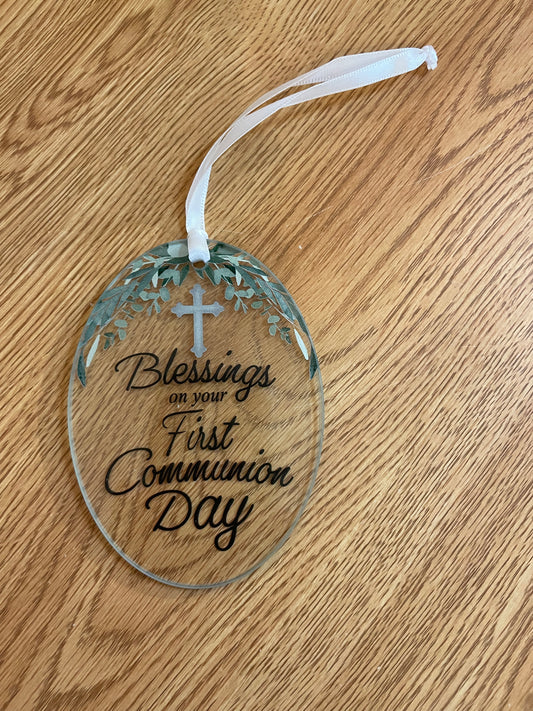 Blessings
on your
First
Communion
Day